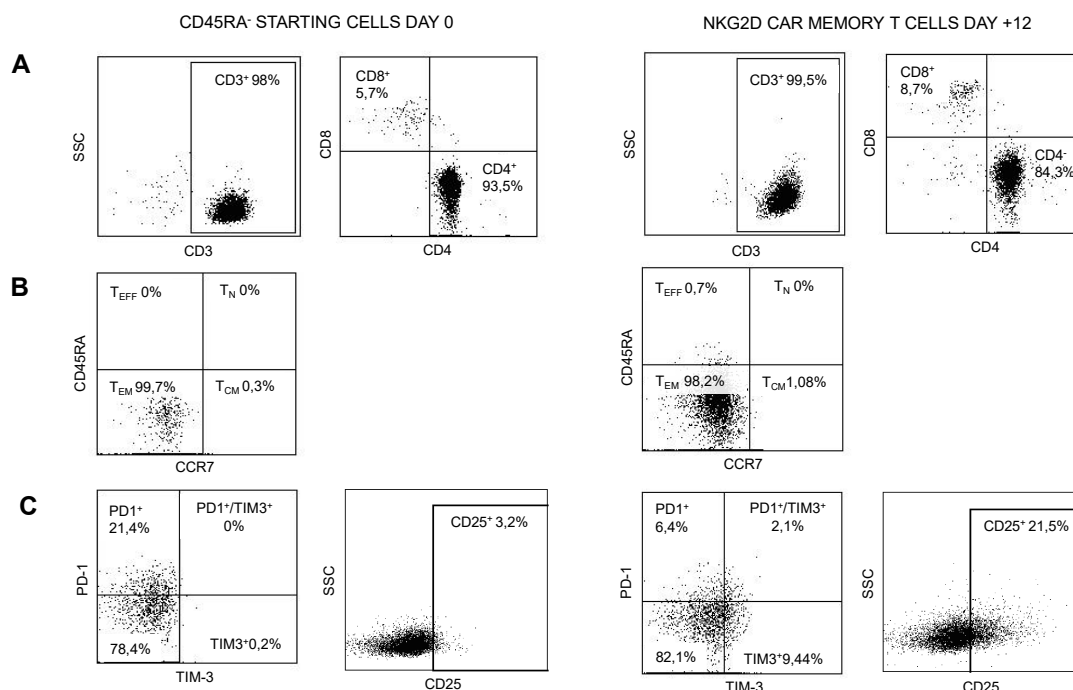 CD45RA- STARTING CELLS DAY 0
NKG2D CAR MEMORY T CELLS DAY +12
A
CD3+ 98%
SSC
CD3
CD8+
5,7%
CD4+
93,5%
CD8
CD4
CD3+ 99,5%
SSC
CD3
CD8+
8,7%
CD4-
84,3%
CD8
CD4
B
TEFF 0%
TN 0%
TEM 99,7%
TCM 0,3%
CD45RA
CCR7
TEFF 0,7%
TN 0%
TEM 98,2%
TCM 1,08%
CD45RA
CCR7
C
PD1+
21,4%
PD1+/TIM3+
0%
78,4%
TIM3+0,2%
PD-1
TIM-3
CD25+ 3,2%
SSC
CD25
PD1+
6,4%
PD1+/TIM3+
2,1%
82,1%
TIM3+9,44%
PD-1
TIM-3
CD25+ 21,5%
SSC
CD25